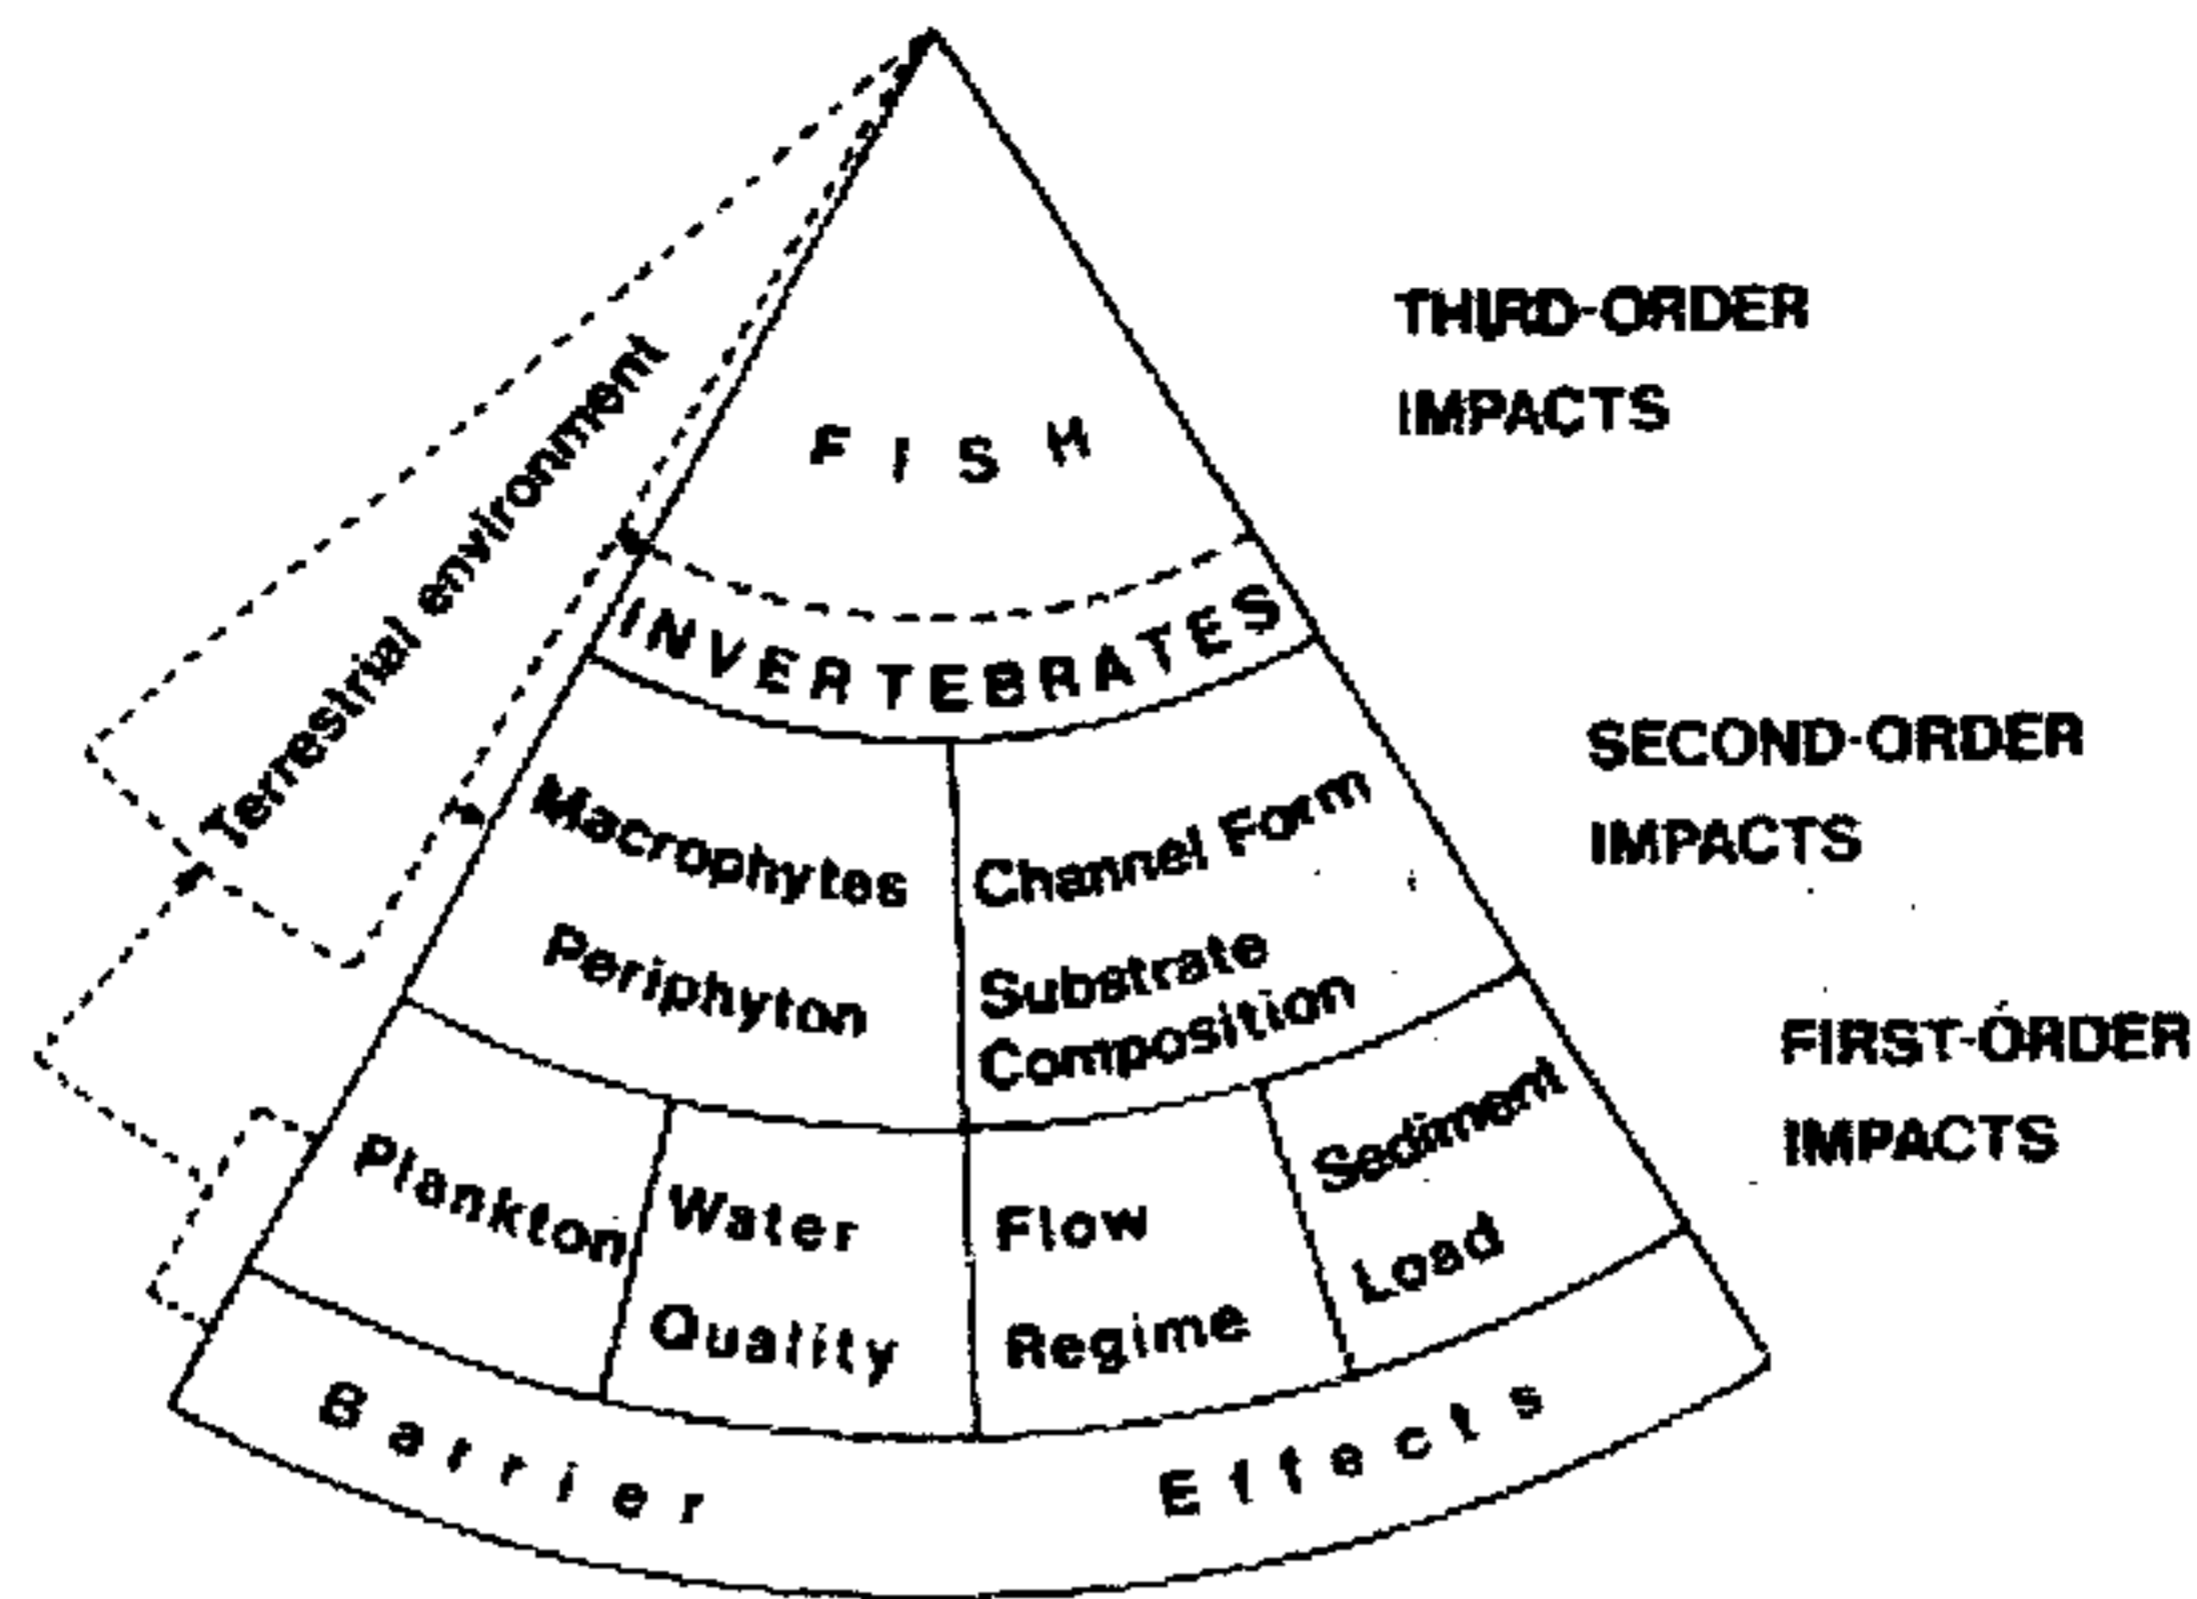 THIRD-ORDER
IMPACTS
FISH
Terrestrial environment
INVERTEBRATES
SECOND-ORDER
IMPACTS
Macrophytes
Periphyton
Channel Form
Substrate
Composition
FIRST-ORDER
IMPACTS
Plankton
Water
Quality
Flow
Regime
Sediment
Load
Barrier Effects